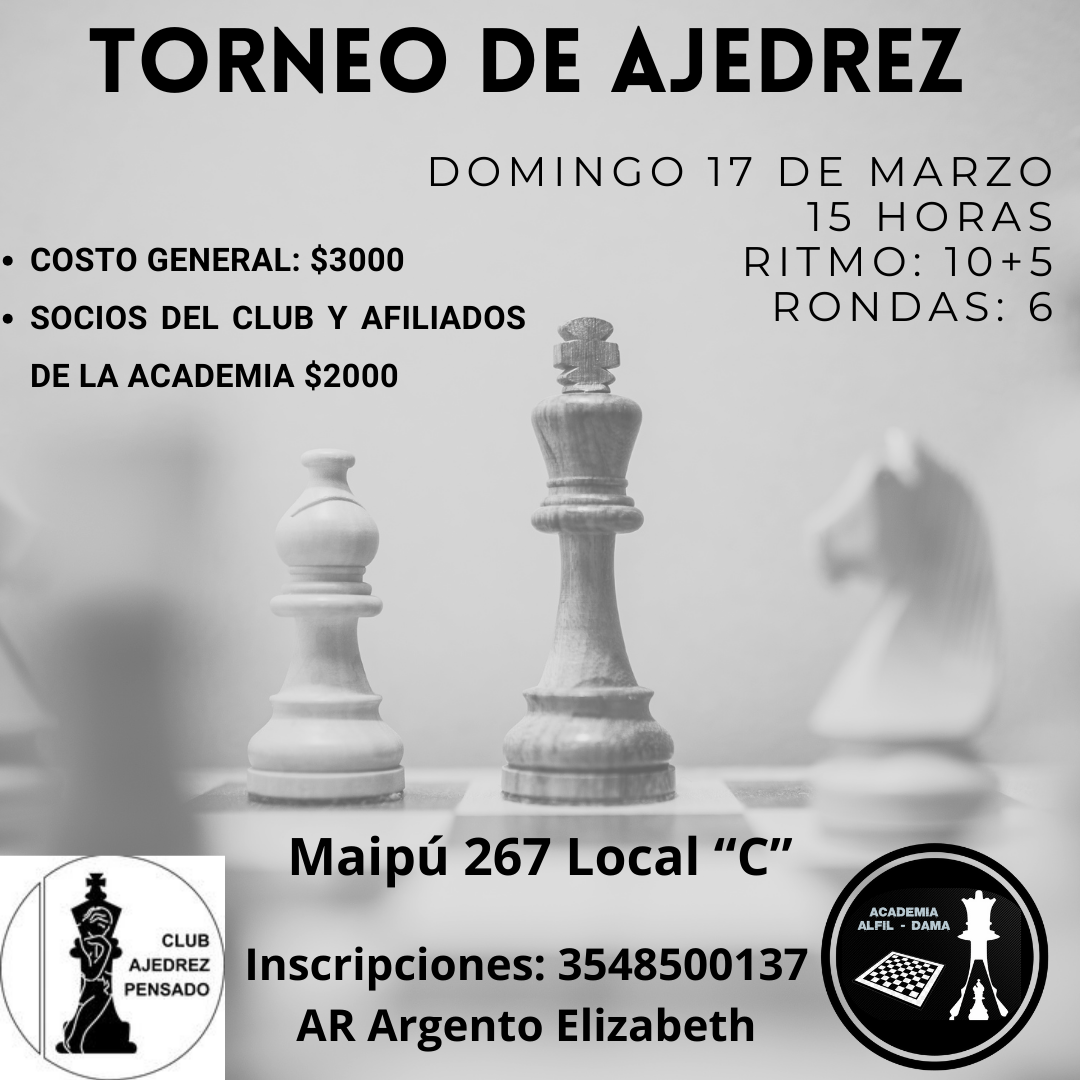 TORNEO DE AJEDREZ
DOMINGO 17 DE MARZO
15 HORAS
RITMO: 10+5
RONDAS: 6
• COSTO GENERAL: $3000
• SOCIOS DEL CLUB Y AFILIADOS
DE LA ACADEMIA $2000
Maipú 267 Local “C”
Inscripciones: 3548500137
AR Argento Elizabeth
CLUB
AJEDREZ
PENSADO
ACADEMIA
ALFIL - DAMA